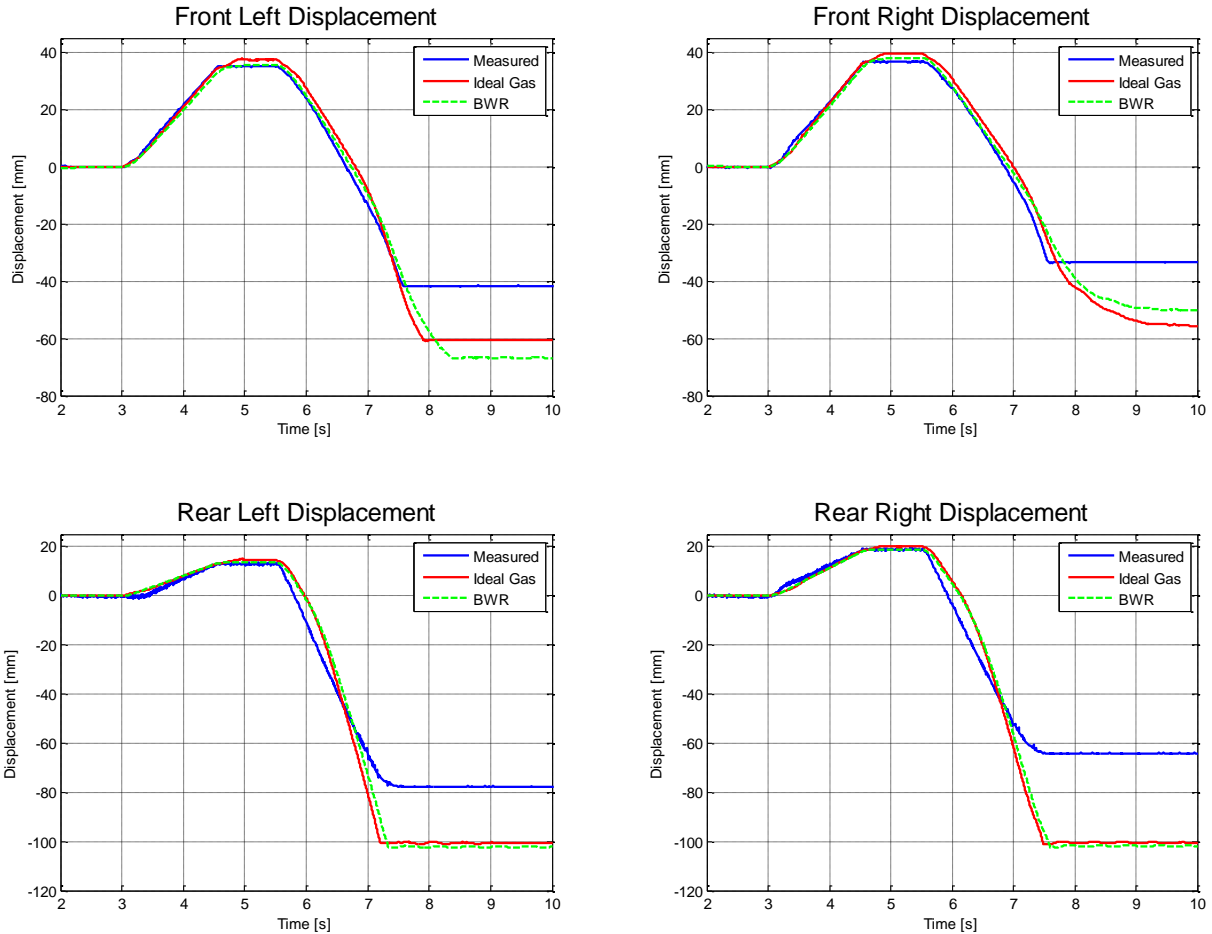 Front Left Displacement
40
20
0
-20
-40
-60
-80
Displacement [mm]
2 3 4 5 6 7 8 9 10
Time [s]
Measured
Ideal Gas
BWR
Front Right Displacement
40
20
0
-20
-40
-60
-80
Displacement [mm]
2 3 4 5 6 7 8 9 10
Time [s]
Measured
Ideal Gas
BWR
Rear Left Displacement
20
0
-20
-40
-60
-80
-100
-120
Displacement [mm]
2 3 4 5 6 7 8 9 10
Time [s]
Measured
Ideal Gas
BWR
Rear Right Displacement
20
0
-20
-40
-60
-80
-100
-120
Displacement [mm]
2 3 4 5 6 7 8 9 10
Time [s]
Measured
Ideal Gas
BWR